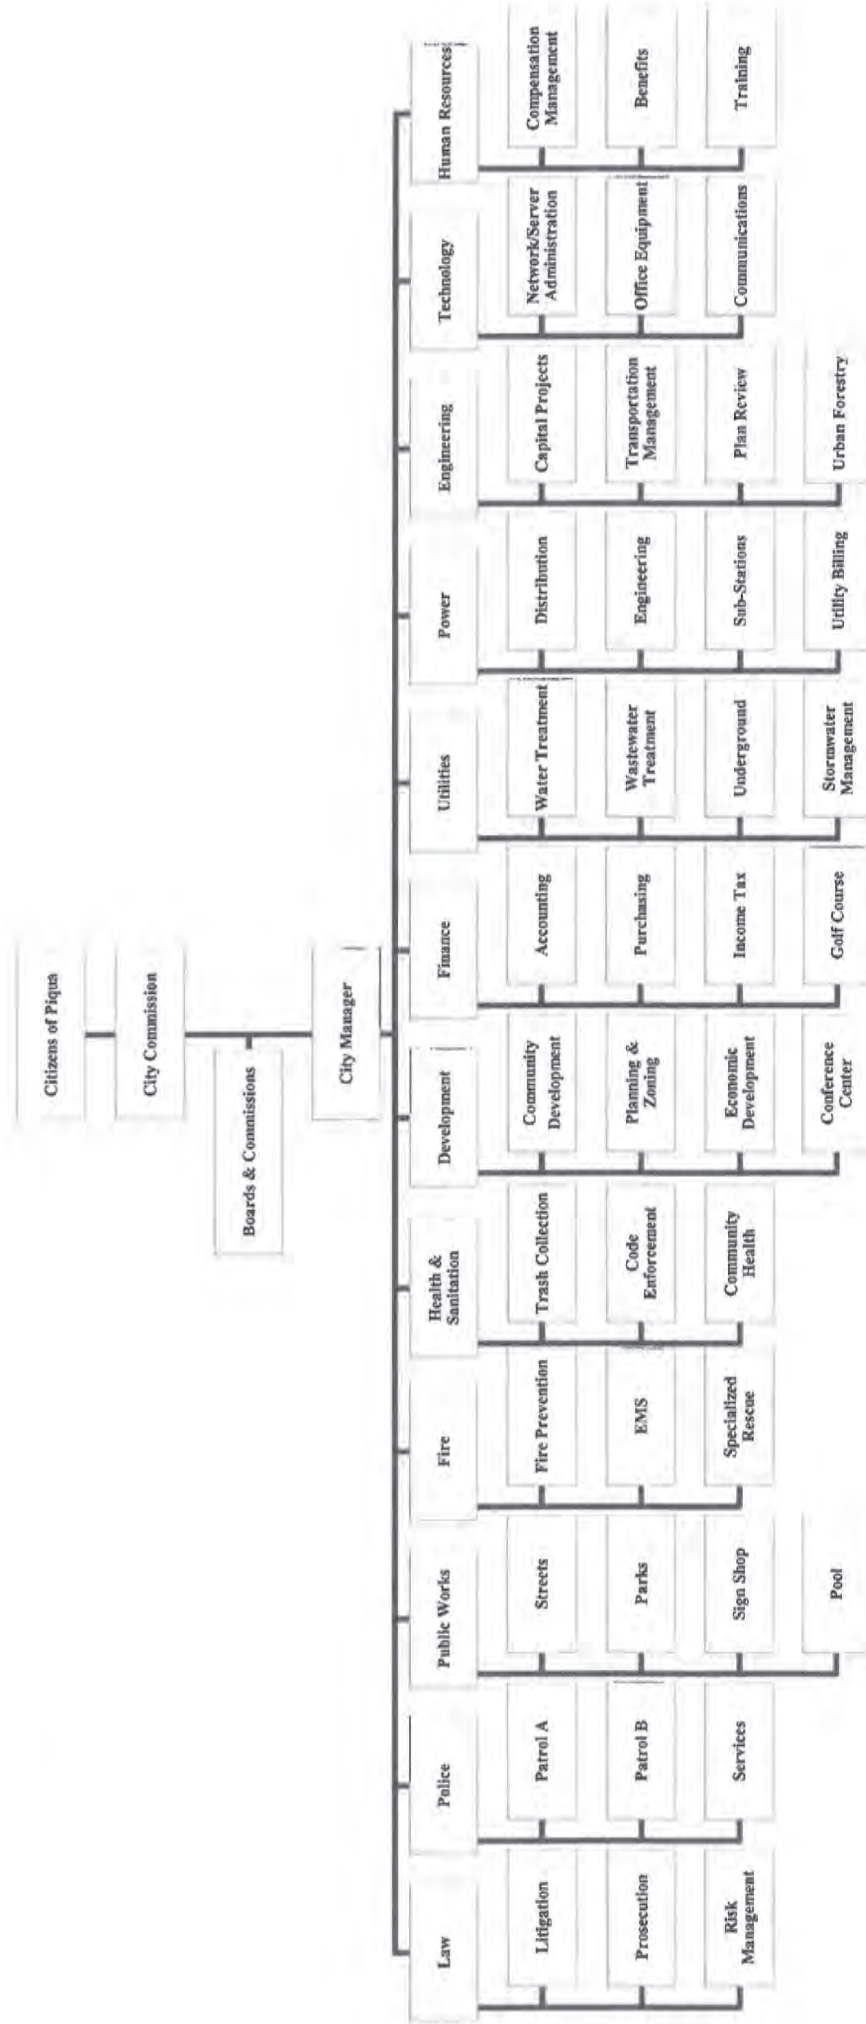 Citizens of Piqua
City Commission
Boards & Commissions
City Manager
Law
Litigation
Prosecution
Risk
Management
Police
Patrol A
Patrol B
Services
Public Works
Streets
Parks
Sign Shop
Pool
Fire
Fire Prevention
EMS
Specialized
Rescue
Health &
Sanitation
Trash Collection
Code
Enforcement
Community
Health
Development
Community
Development
Planning &
Zoning
Economic
Development
Conference
Center
Finance
Accounting
Purchasing
Income Tax
Golf Course
Utilities
Water Treatment
Wastewater
Treatment
Underground
Stormwater
Management
Power
Distribution
Engineering
Sub-Stations
Utility Billing
Engineering
Capital Projects
Transportation
Management
Plan Review
Urban Forestry
Technology
Network/Server
Administration
Office Equipment
Communications
Human Resources
Compensation
Management
Benefits
Training